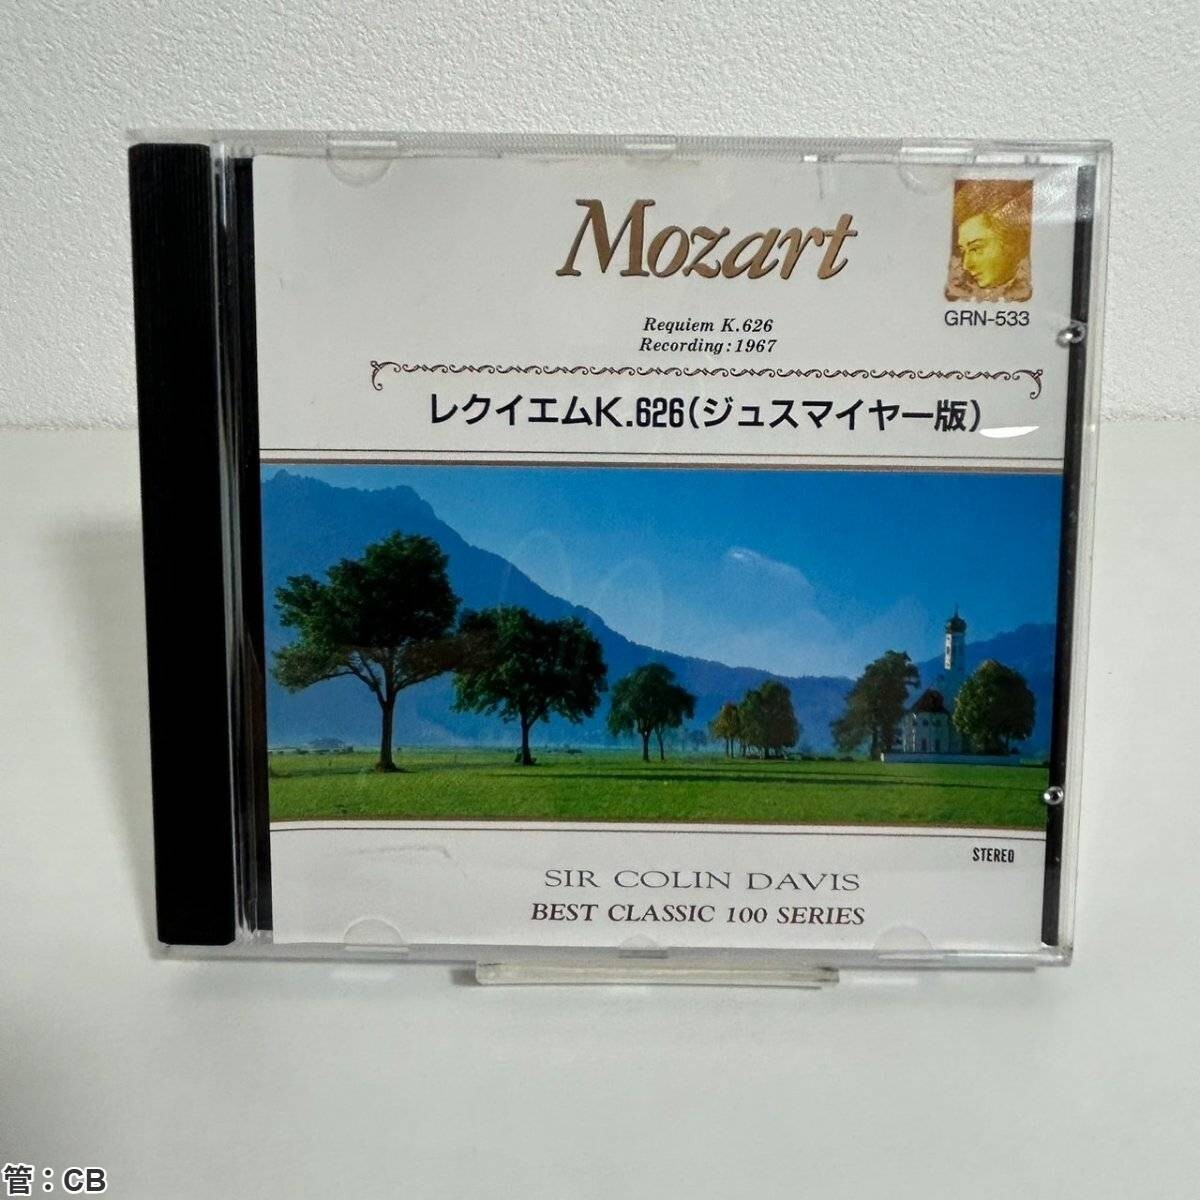 Mozart
GRN-533
Requiem K.626
Recording:1967
レクイエムK.626(ジュスマイヤー版)
STEREO
SIR COLIN DAVIS
BEST CLASSIC 100 SERIES
管:CB